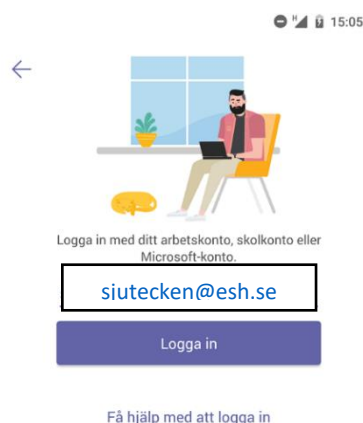 H 15:05
Logga in med ditt arbetskonto, skolkonto eller
Microsoft-konto.
sjutecken@esh.se
Logga in
Få hjälp med att logga in